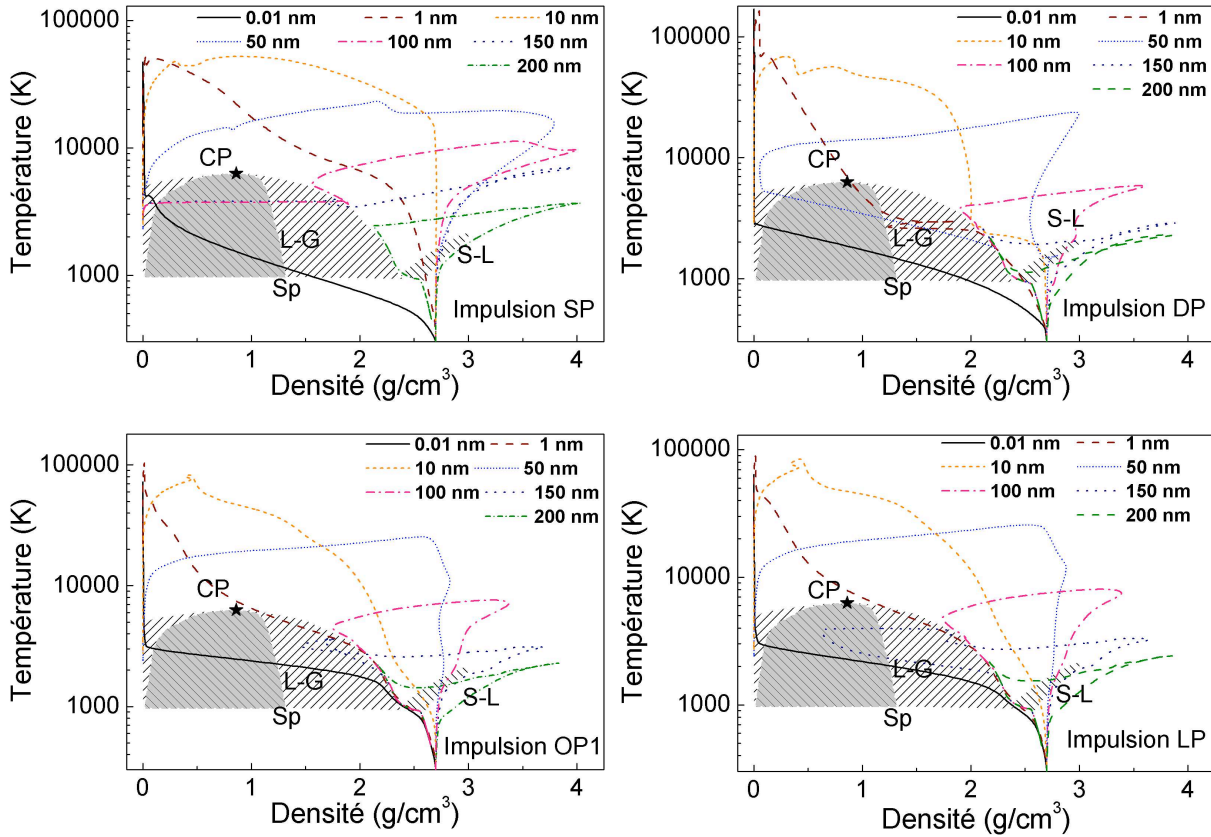 0.01 nm 1 nm 10 nm
50 nm 100 nm 150 nm
200 nm
100000
10000
1000
Température (K)
CP
L-G
S-L
Sp
Impulsion SP
0 1 2 3 4
Densité (g/cm³)
0.01 nm 1 nm
10 nm 50 nm
100 nm 150 nm
200 nm
100000
10000
1000
Température (K)
CP
S-L
L-G
Sp
Impulsion DP
0 1 2 3 4
Densité (g/cm³)
0.01 nm 1 nm
10 nm 50 nm
100 nm 150 nm
200 nm
100000
10000
1000
Température (K)
CP
L-G
S-L
Sp
Impulsion OP1
0 1 2 3 4
Densité (g/cm³)
0.01 nm 1 nm
10 nm 50 nm
100 nm 150 nm
200 nm
100000
10000
1000
Température (K)
CP
L-G
S-L
Sp
Impulsion LP
0 1 2 3 4
Densité (g/cm³)